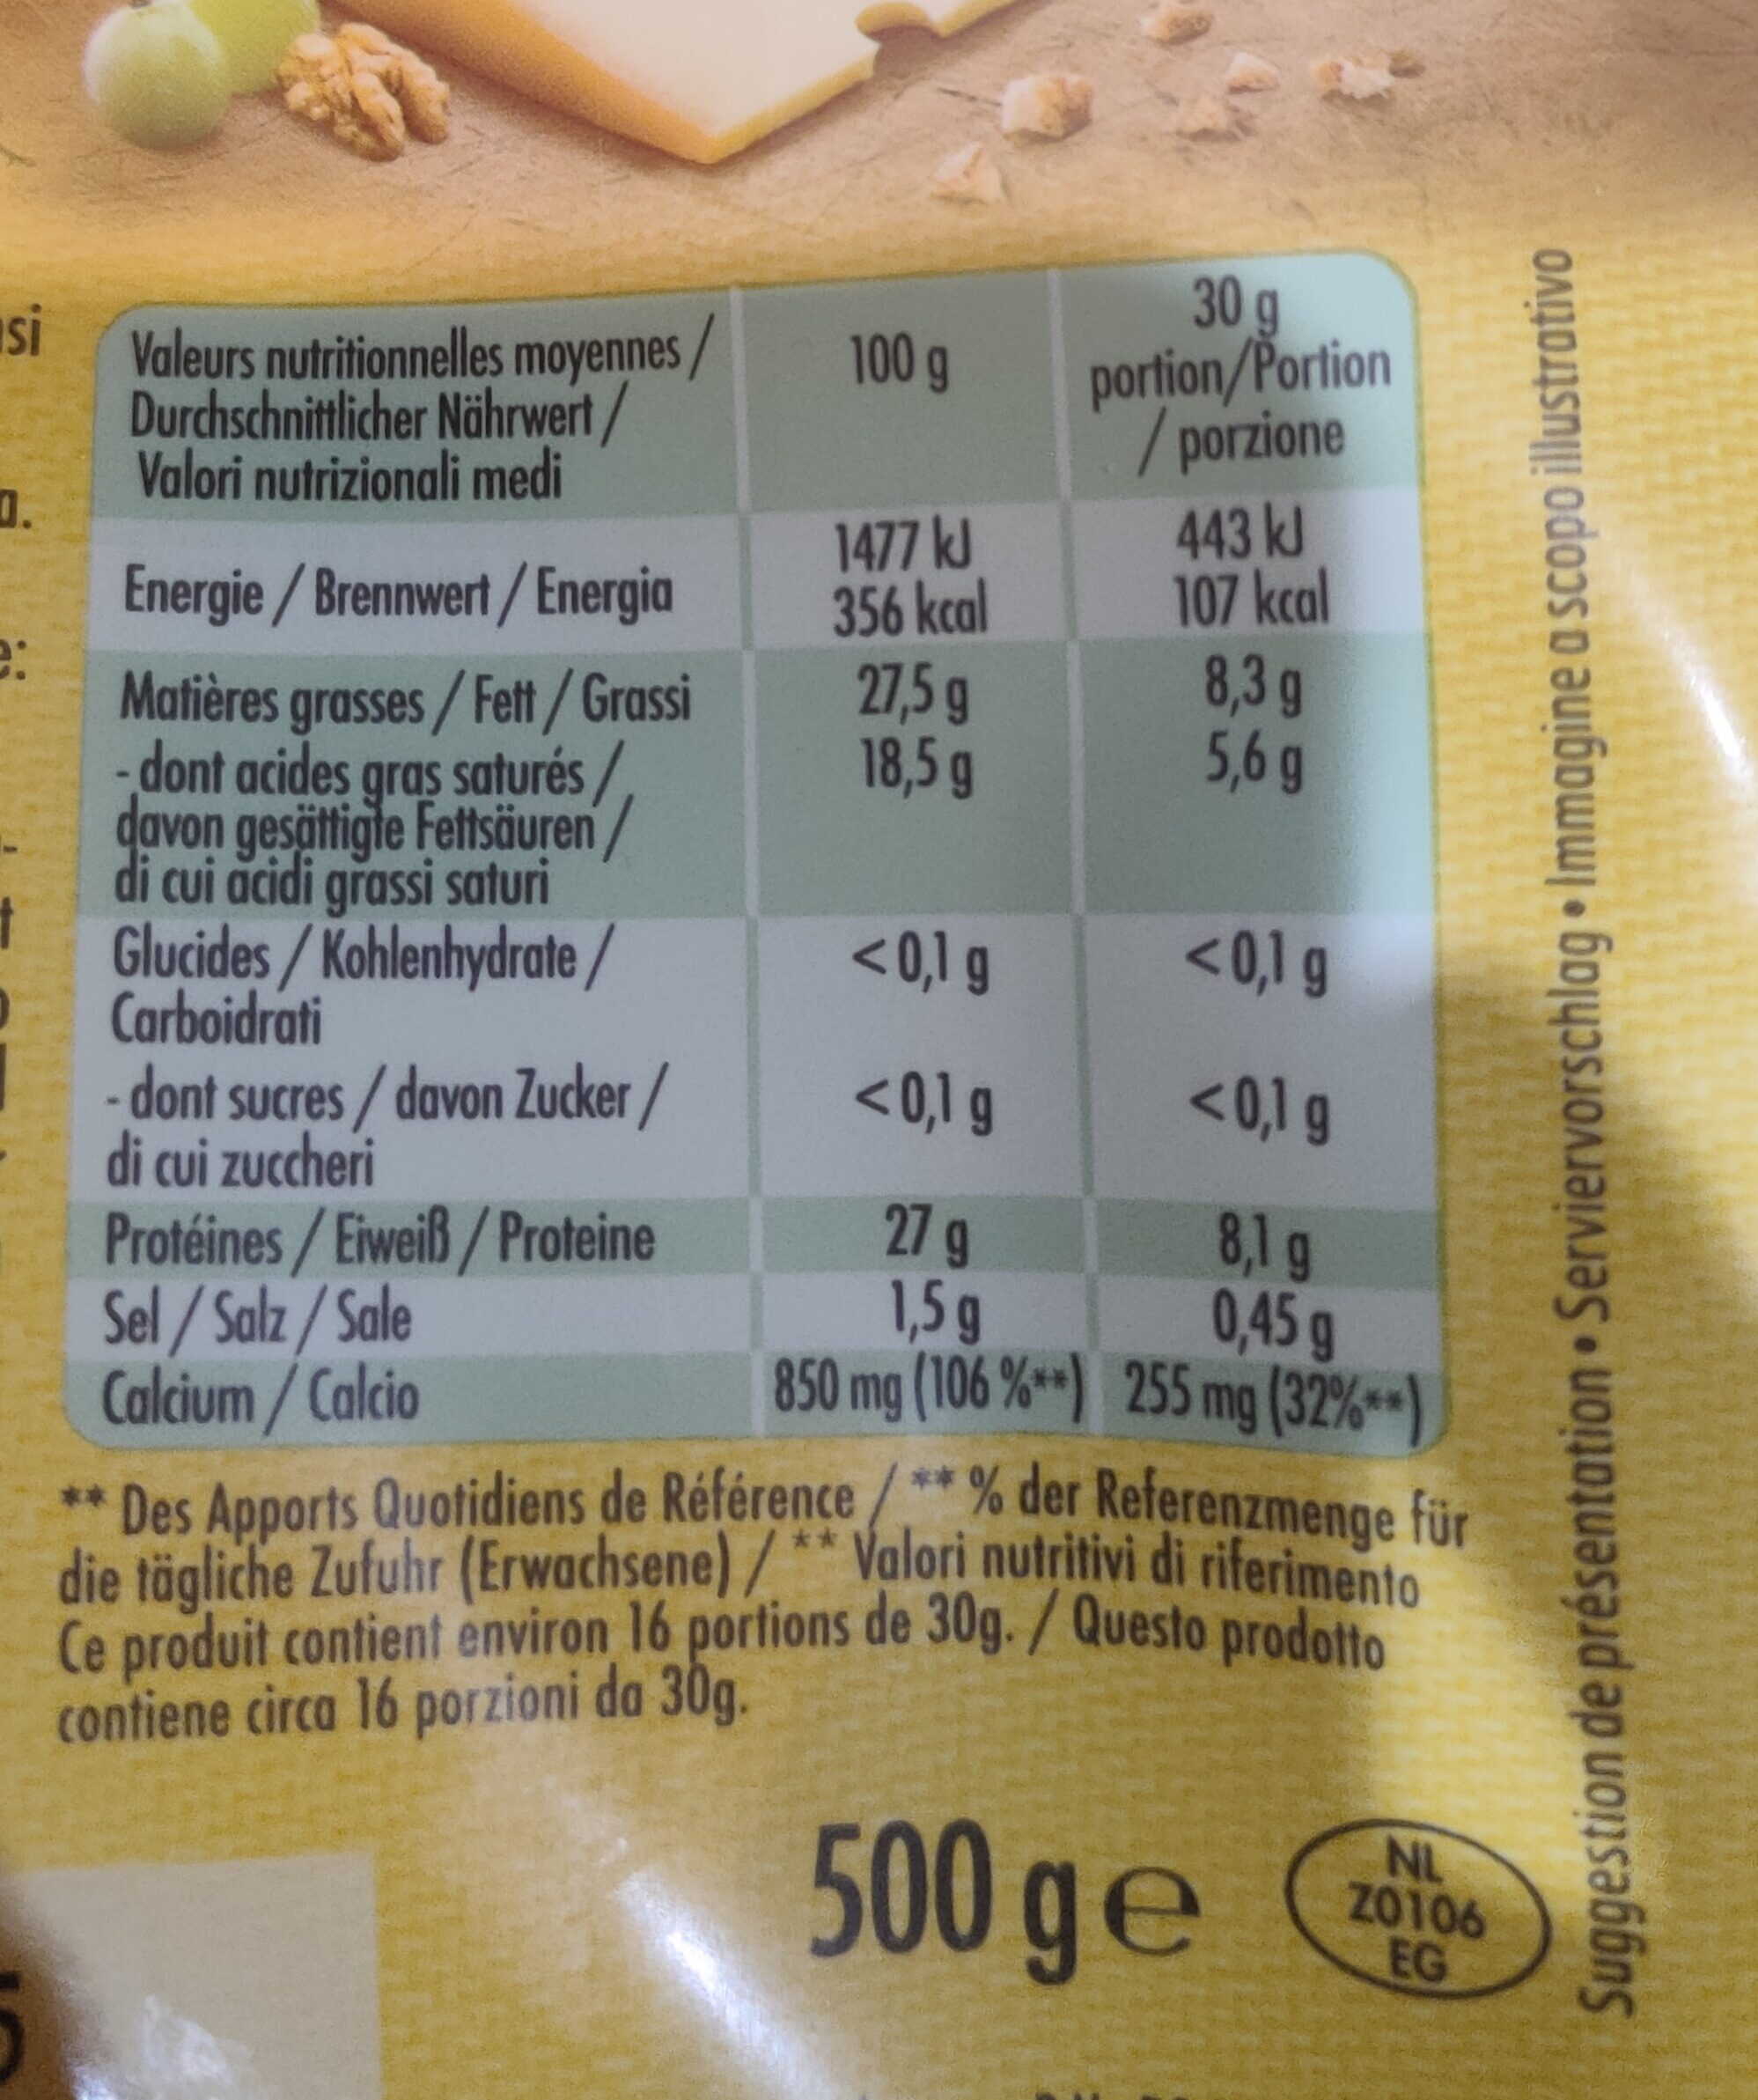 Valeurs nutritionnelles moyennes /
Durchschnittlicher Nährwert /
Valori nutrizionali medi
100 g
30 g
portion/Portion
/ porzione
Energie / Brennwert / Energia
1477 kJ
356 kcal
443 kJ
107 kcal
Matières grasses / Fett / Grassi 27,5 g 8,3 g
- dont acides gras saturés / 18,5 g 5,6 g
davon gesättigte Fettsäuren /
di cui acidi grassi saturi
Glucides / Kohlenhydrate / <0,1 g <0,1 g
Carboidrati
- dont sucres / davon Zucker / <0,1 g <0,1 g
di cui zuccheri
Protéines / Eiweiß / Proteine 27 g 8,1 g
Sel / Salz / Sale 1,5 g 0,45 g
Calcium / Calcio 850 mg (106 %**) 255 mg (32%**)
** Des Apports Quotidiens de Référence / ** % der Referenzmenge für
die tägliche Zufuhr (Erwachsene) / ** Valori nutritivi di riferimento
Ce produit contient environ 16 portions de 30g. / Questo prodotto
contiene circa 16 porzioni da 30g.
500 g e
NL
Z0106
EG
Suggestion de présentation • Serviervorschlag • Immagine a scopo illustrativo